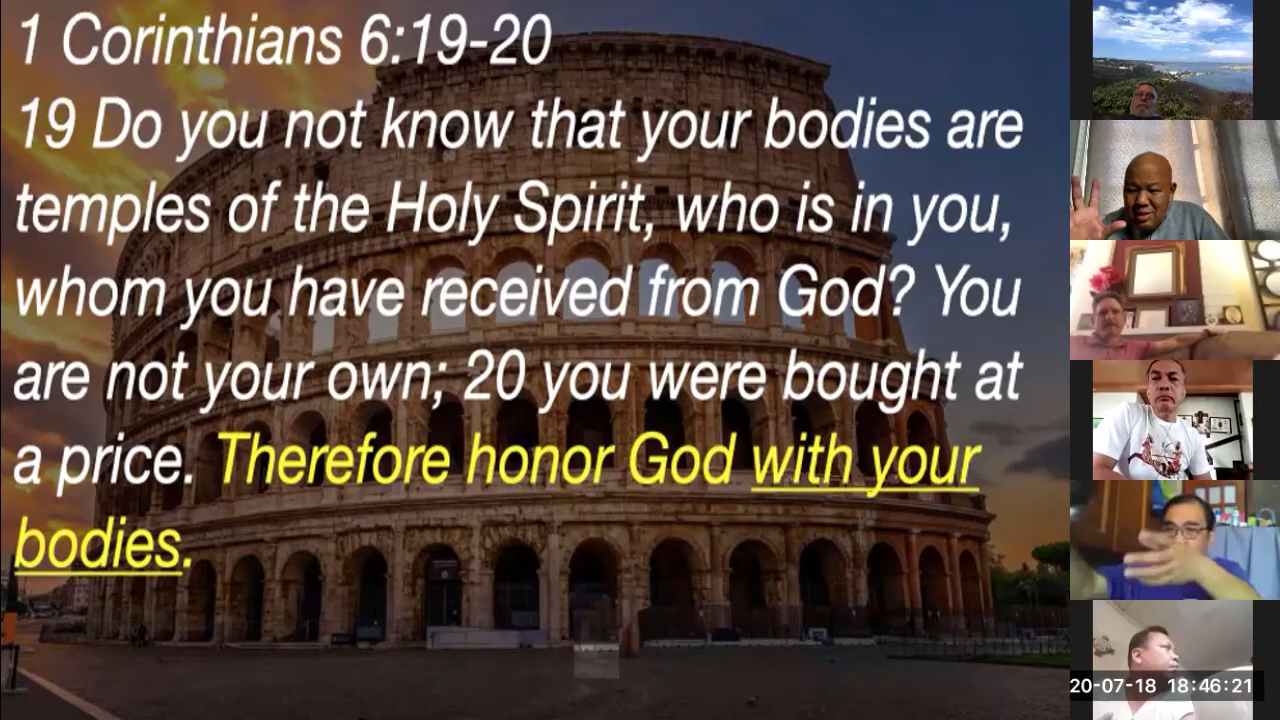 1 Corinthians 6:19-20
19 Do you not know that your bodies are
temples of the Holy Spirit, who is in you,
whom you have received from God? You
are not your own; 20 you were bought at
a price. Therefore honor God with your
bodies.
20-07-18 18:46:21